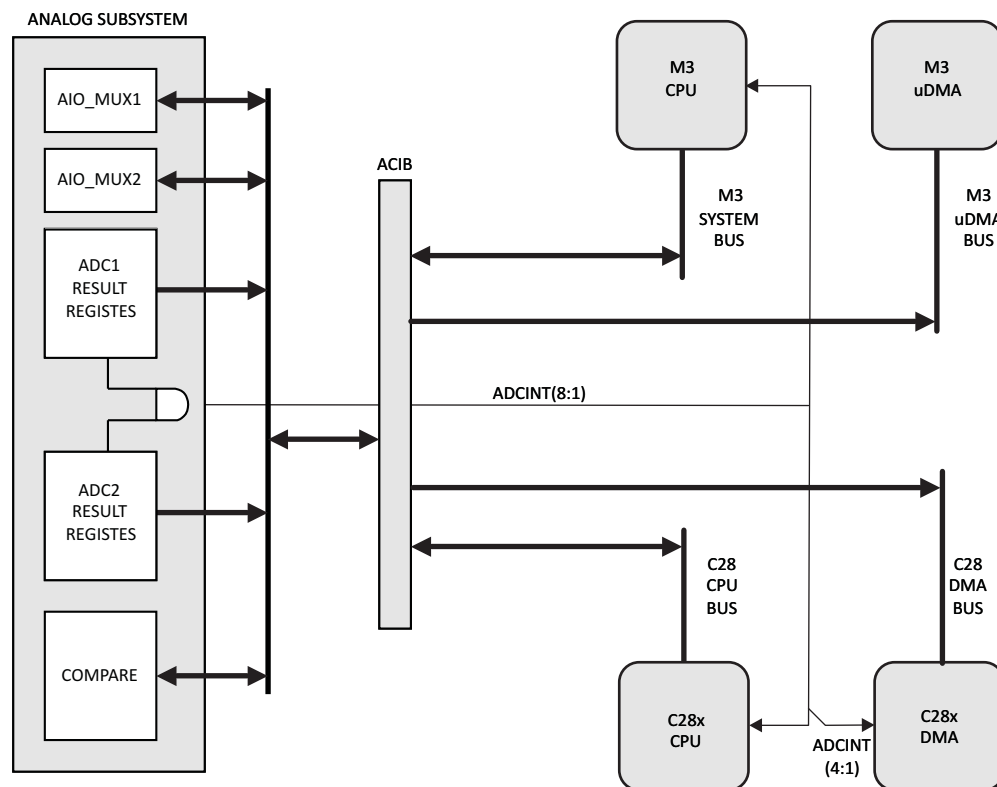 ANALOG SUBSYSTEM
AIO_MUX1
AIO_MUX2
ADC1
RESULT
REGISTES
ADC2
RESULT
REGISTES
COMPARE
ACIB
ADCINT(8:1)
M3
CPU
M3
SYSTEM
BUS
M3
uDMA
M3
uDMA
BUS
C28
CPU
BUS
C28
DMA
BUS
C28x
CPU
ADCINT
(4:1)
C28x
DMA